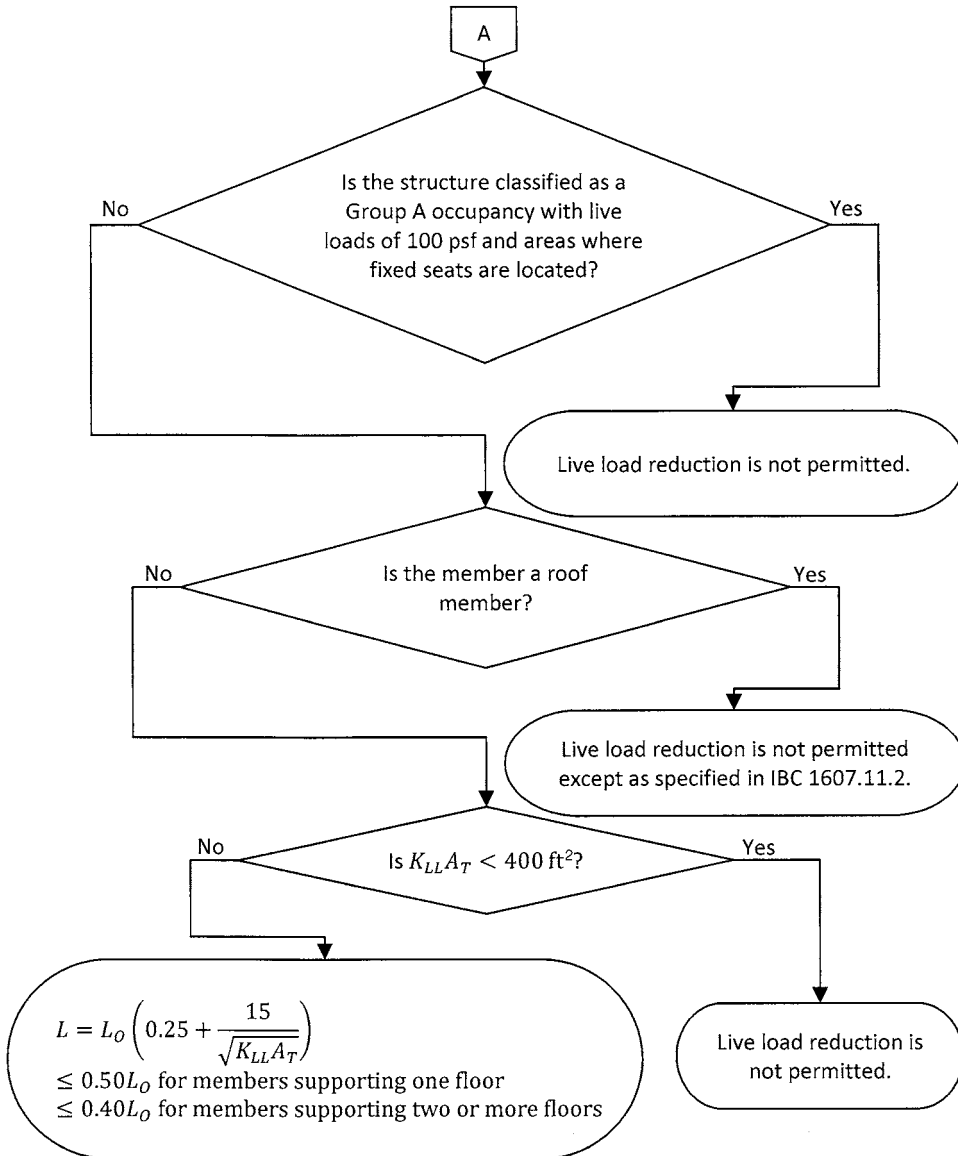 A
Is the structure classified as a
Group A occupancy with live
loads of 100 psf and areas where
fixed seats are located?
No
Yes
Live load reduction is not permitted.
Is the member a roof
member?
No
Yes
Live load reduction is not permitted
except as specified in IBC 1607.11.2.
Is K_{LL}A_T < 400 ft²?
No
Yes
L = L_O (0.25 + 15/√(K_{LL}A_T))
≤ 0.50L_O for members supporting one floor
≤ 0.40L_O for members supporting two or more floors
Live load reduction is
not permitted.